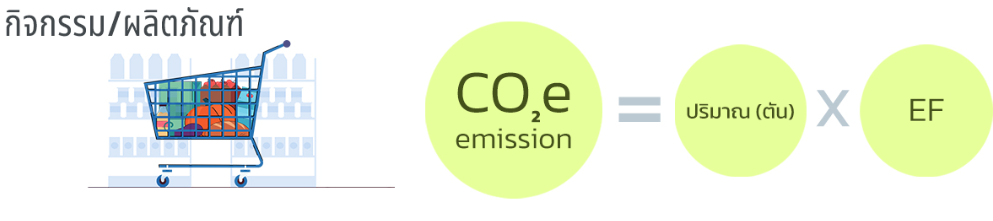 กิจกรรม/ผลิตภัณฑ์
CO₂e
emission
=
ปริมาณ (ตัน)
X
EF